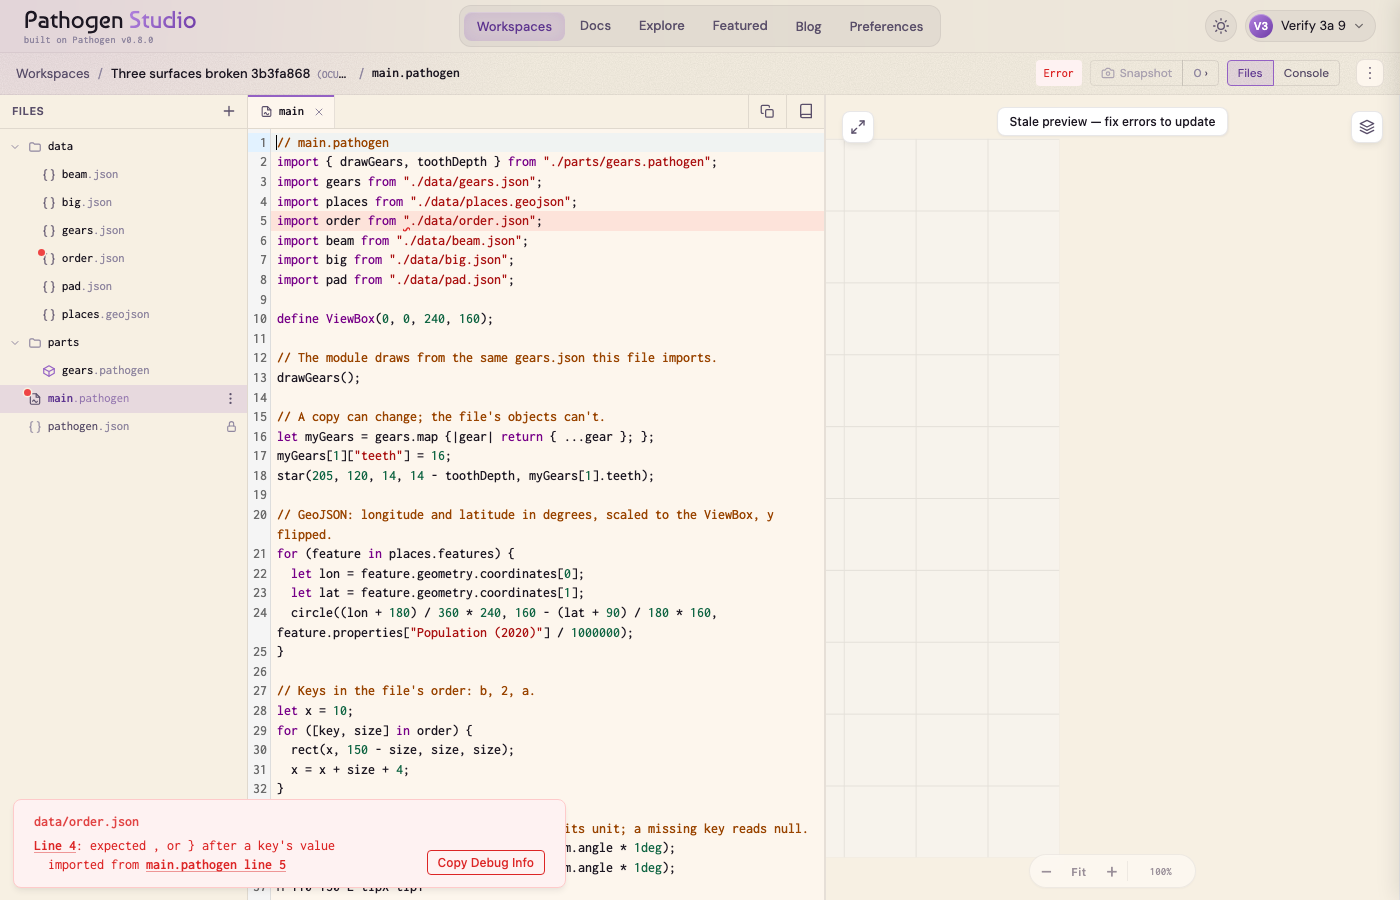 Pathogen Studio
built on Pathogen v0.8.0
Workspaces
Docs
Explore
Featured
Blog
Preferences
V3
Verify 3a 9
Workspaces / Three surfaces broken 3b3fa868 (OCU... / main.pathogen
Error
Snapshot
0 ›
Files
Console
FILES
data
beam.json
big.json
gears.json
order.json
pad.json
places.geojson
parts
gears.pathogen
main.pathogen
pathogen.json
main
1 // main.pathogen
2 import { drawGears, toothDepth } from "./parts/gears.pathogen";
3 import gears from "./data/gears.json";
4 import places from "./data/places.geojson";
5 import order from "./data/order.json";
6 import beam from "./data/beam.json";
7 import big from "./data/big.json";
8 import pad from "./data/pad.json";
9
10 define ViewBox(0, 0, 240, 160);
11
12 // The module draws from the same gears.json this file imports.
13 drawGears();
14
15 // A copy can change; the file's objects can't.
16 let myGears = gears.map {|gear| return { ...gear }; };
17 myGears[1]["teeth"] = 16;
18 star(205, 120, 14, 14 - toothDepth, myGears[1].teeth);
19
20 // GeoJSON: longitude and latitude in degrees, scaled to the ViewBox, y
flipped.
21 for (feature in places.features) {
22 let lon = feature.geometry.coordinates[0];
23 let lat = feature.geometry.coordinates[1];
24 circle((lon + 180) / 360 * 240, 160 - (lat + 90) / 180 * 160,
feature.properties["Population (2020)"] / 1000000);
25 }
26
27 // Keys in the file's order: b, 2, a.
28 let x = 10;
29 for ([key, size] in order) {
30 rect(x, 150 - size, size, size);
31 x = x + size + 4;
32 }
its unit; a missing key reads null.
m.angle * 1deg);
m.angle * 1deg);
data/order.json
Line 4: expected , or } after a key's value
imported from main.pathogen line 5
Copy Debug Info
Stale preview — fix errors to update
Fit
100%